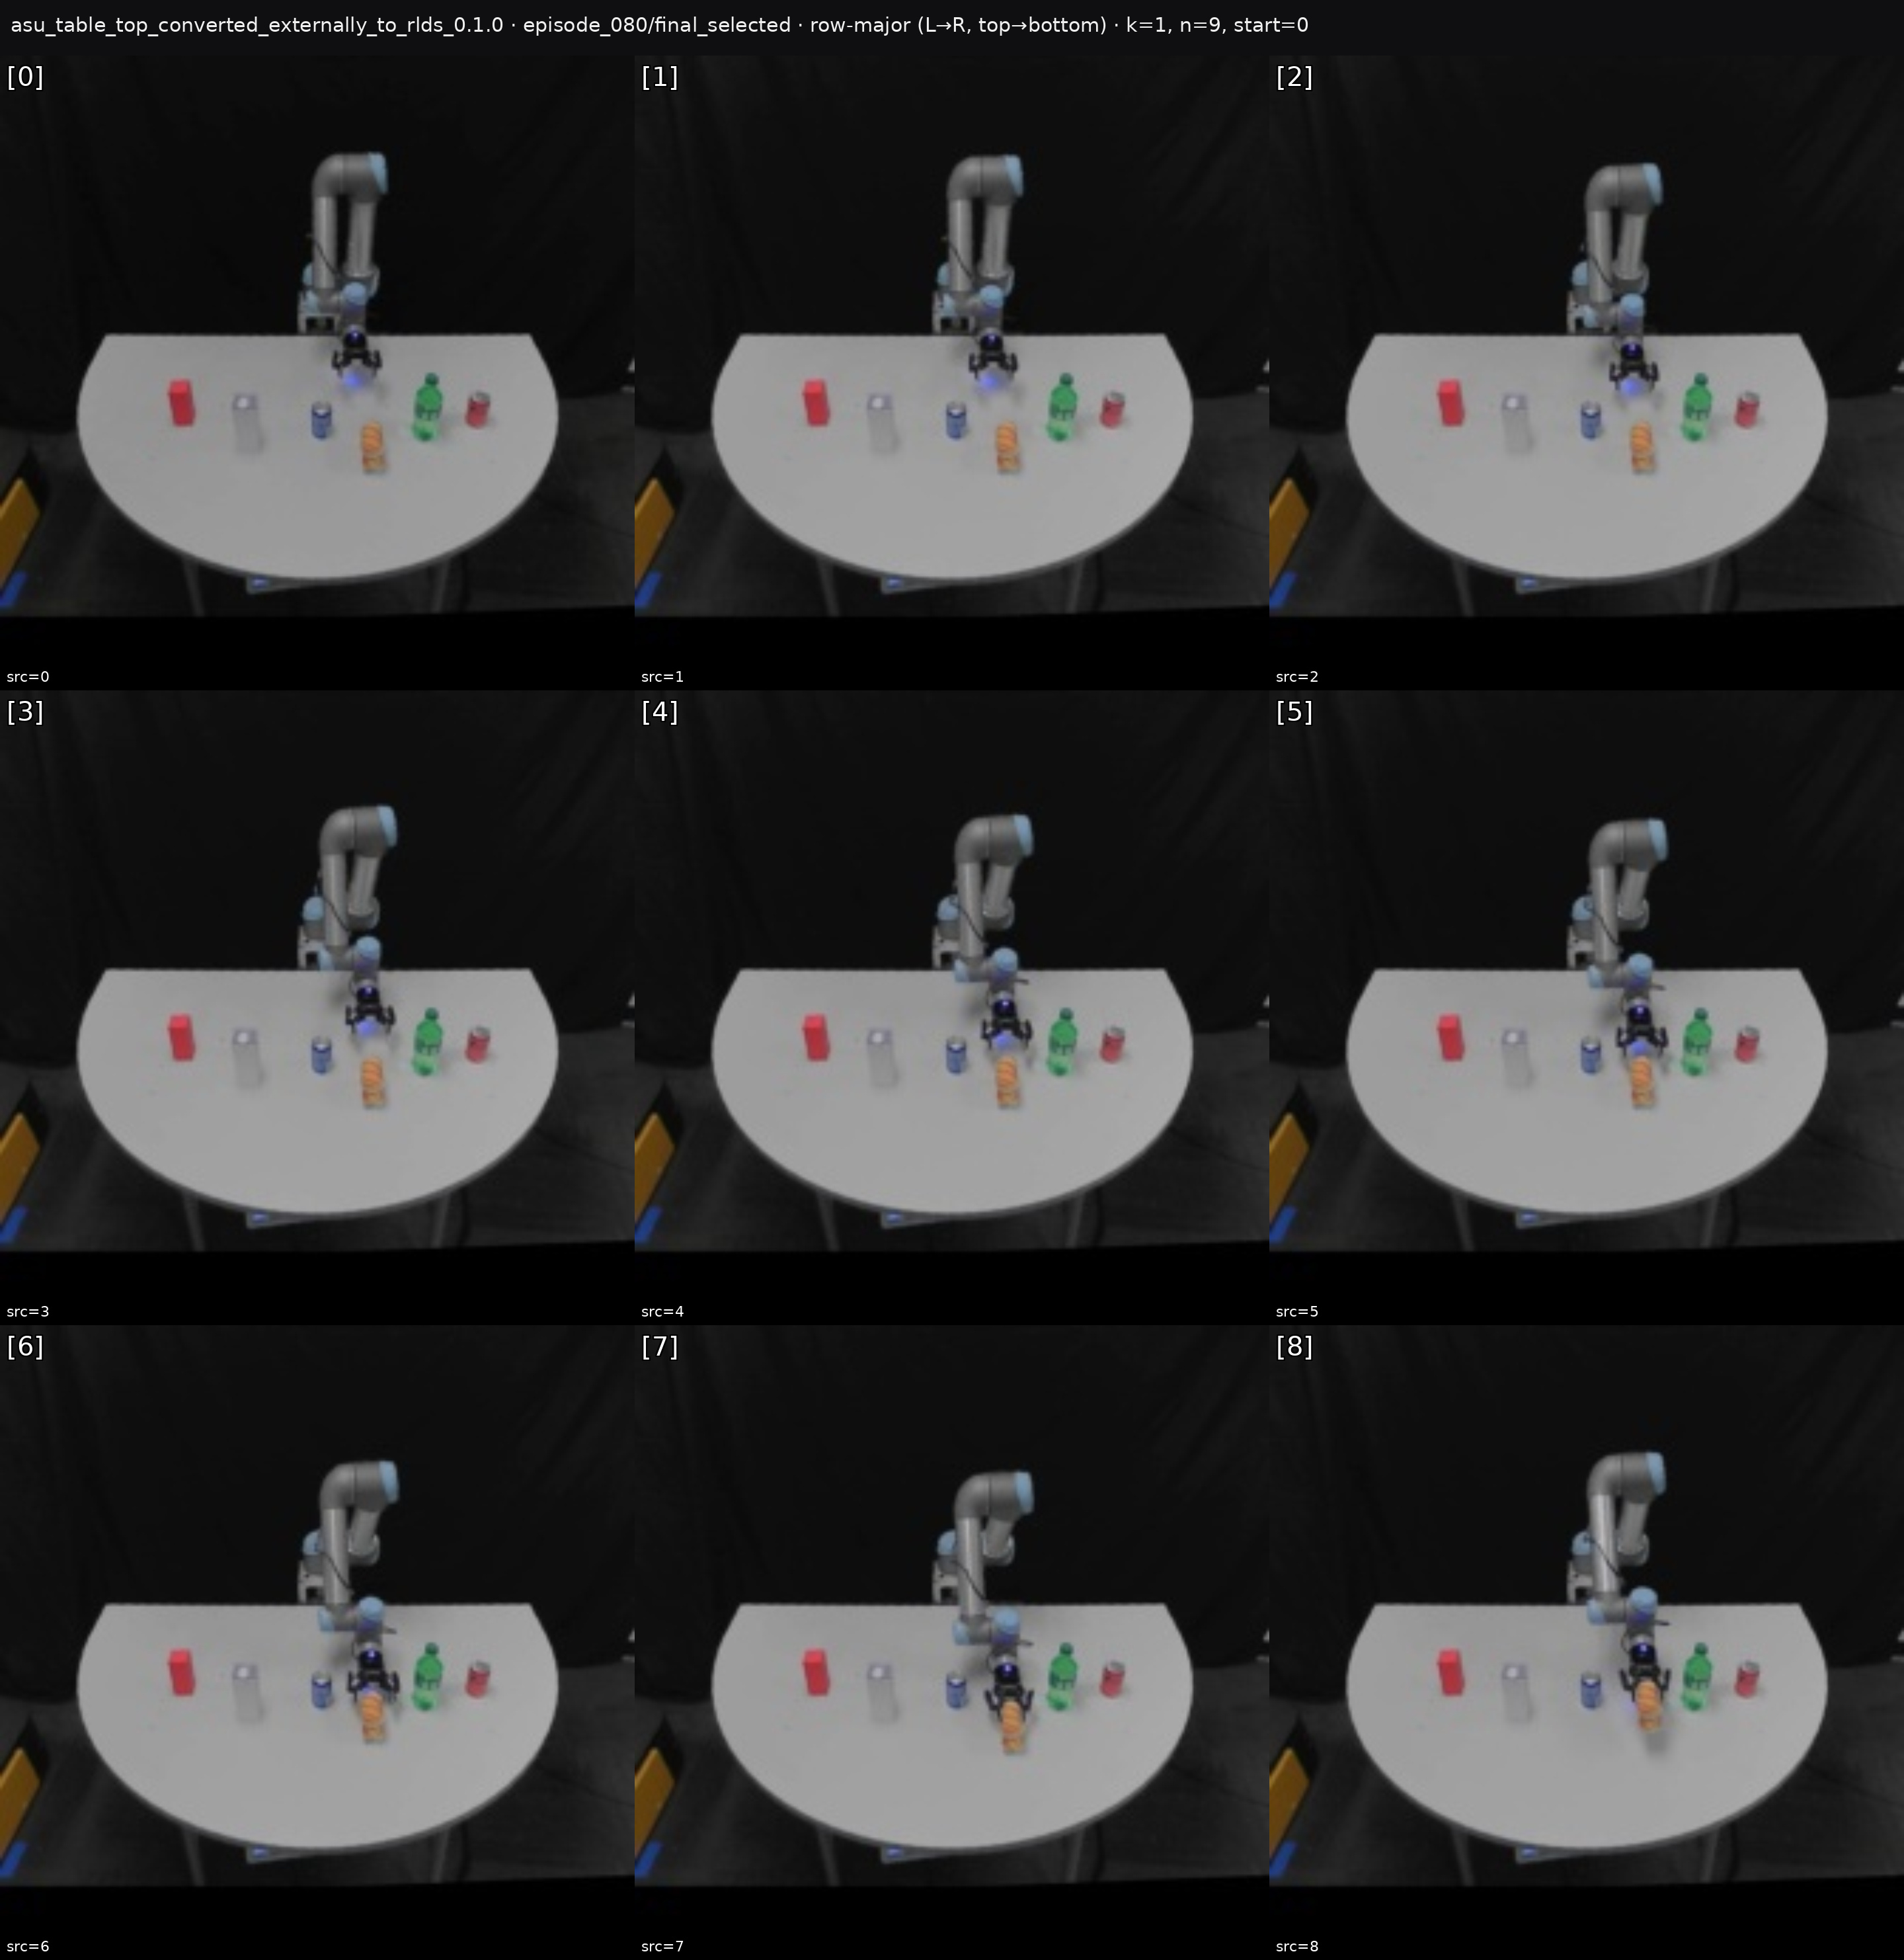 asu_table_top_converted_externally_to_rlds_0.1.0 · episode_080/final_selected · row-major (L→R, top→bottom) · k=1, n=9, start=0
[0]
[1]
[2]
src=0
src=1
src=2
[3]
[4]
[5]
src=3
src=4
src=5
[6]
[7]
[8]
src=6
src=7
src=8